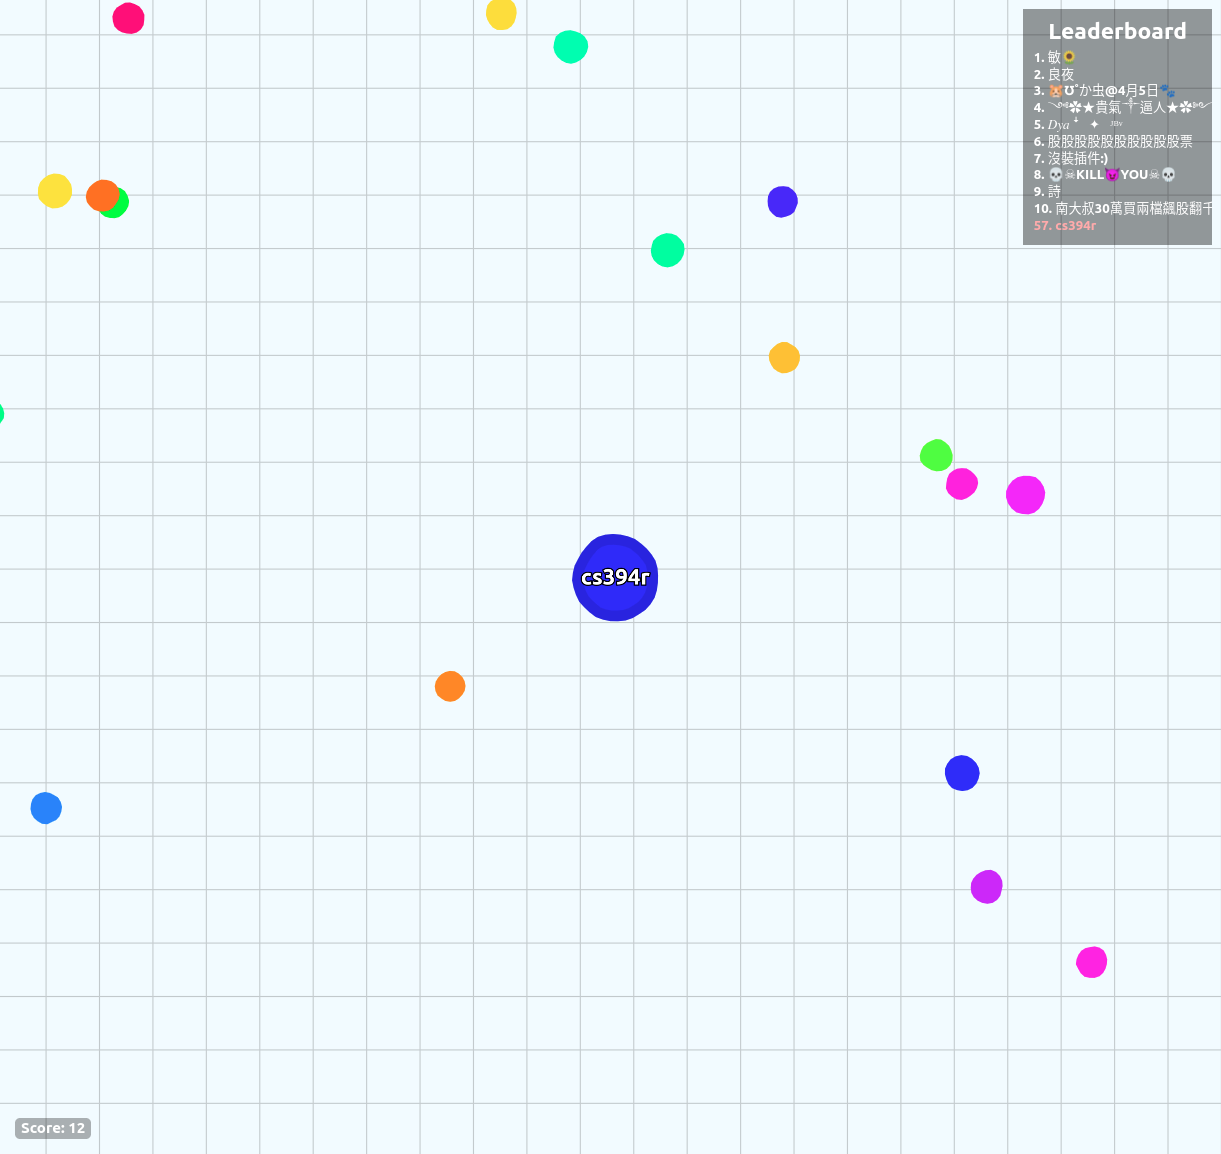 Leaderboard
1. 敏🌻
2. 良夜
3. 🐹Ʊ˚か虫@4月5日🐾
4. ༺✽★貴氣༒逼人★✽༻
5. Dya
6. 股股股股股股股股股股票
7. 沒裝插件:)
8. 💀☠KILL😈YOU☠💀
9. 詩
10. 南大叔30萬買兩檔飆股翻千
57. cs394r
cs394r
Score: 12